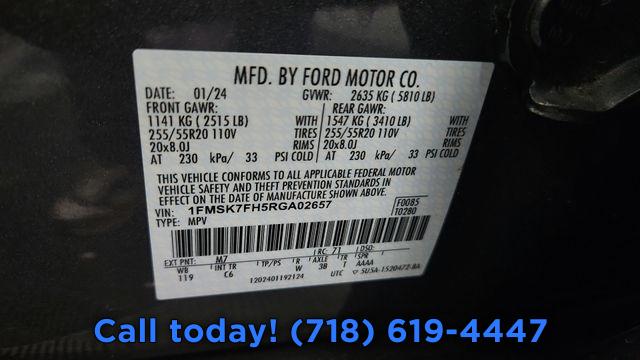 MFD. BY FORD MOTOR CO.
DATE: 01/24 GVWR: 2635 KG ( 5810 LB)
FRONT GAWR: REAR GAWR:
1141 KG ( 2515 LB) WITH 1547 KG ( 3410 LB) WITH
255/55R20 110V TIRES 255/55R20 110V TIRES
20x8.0J RIMS 20x8.0J RIMS
AT 230 kPa/ 33 PSI COLD AT 230 kPa/ 33 PSI COLD
THIS VEHICLE CONFORMS TO ALL APPLICABLE FEDERAL MOTOR
VEHICLE SAFETY AND THEFT PREVENTION STANDARDS IN
EFFECT ON THE DATE OF MANUFACTURE SHOWN ABOVE.
VIN: 1FMSK7FH5RGA02657 F0085
TYPE: MPV T0280
EXT PNT: M7 RC: 71 DSO:
WB INT TR TP/PS R AXLE TR SPR
119 C6 W 3B T AAAA
1202401192124 UTC 5U5A-1520472-BA
Call today! (718) 619-4447